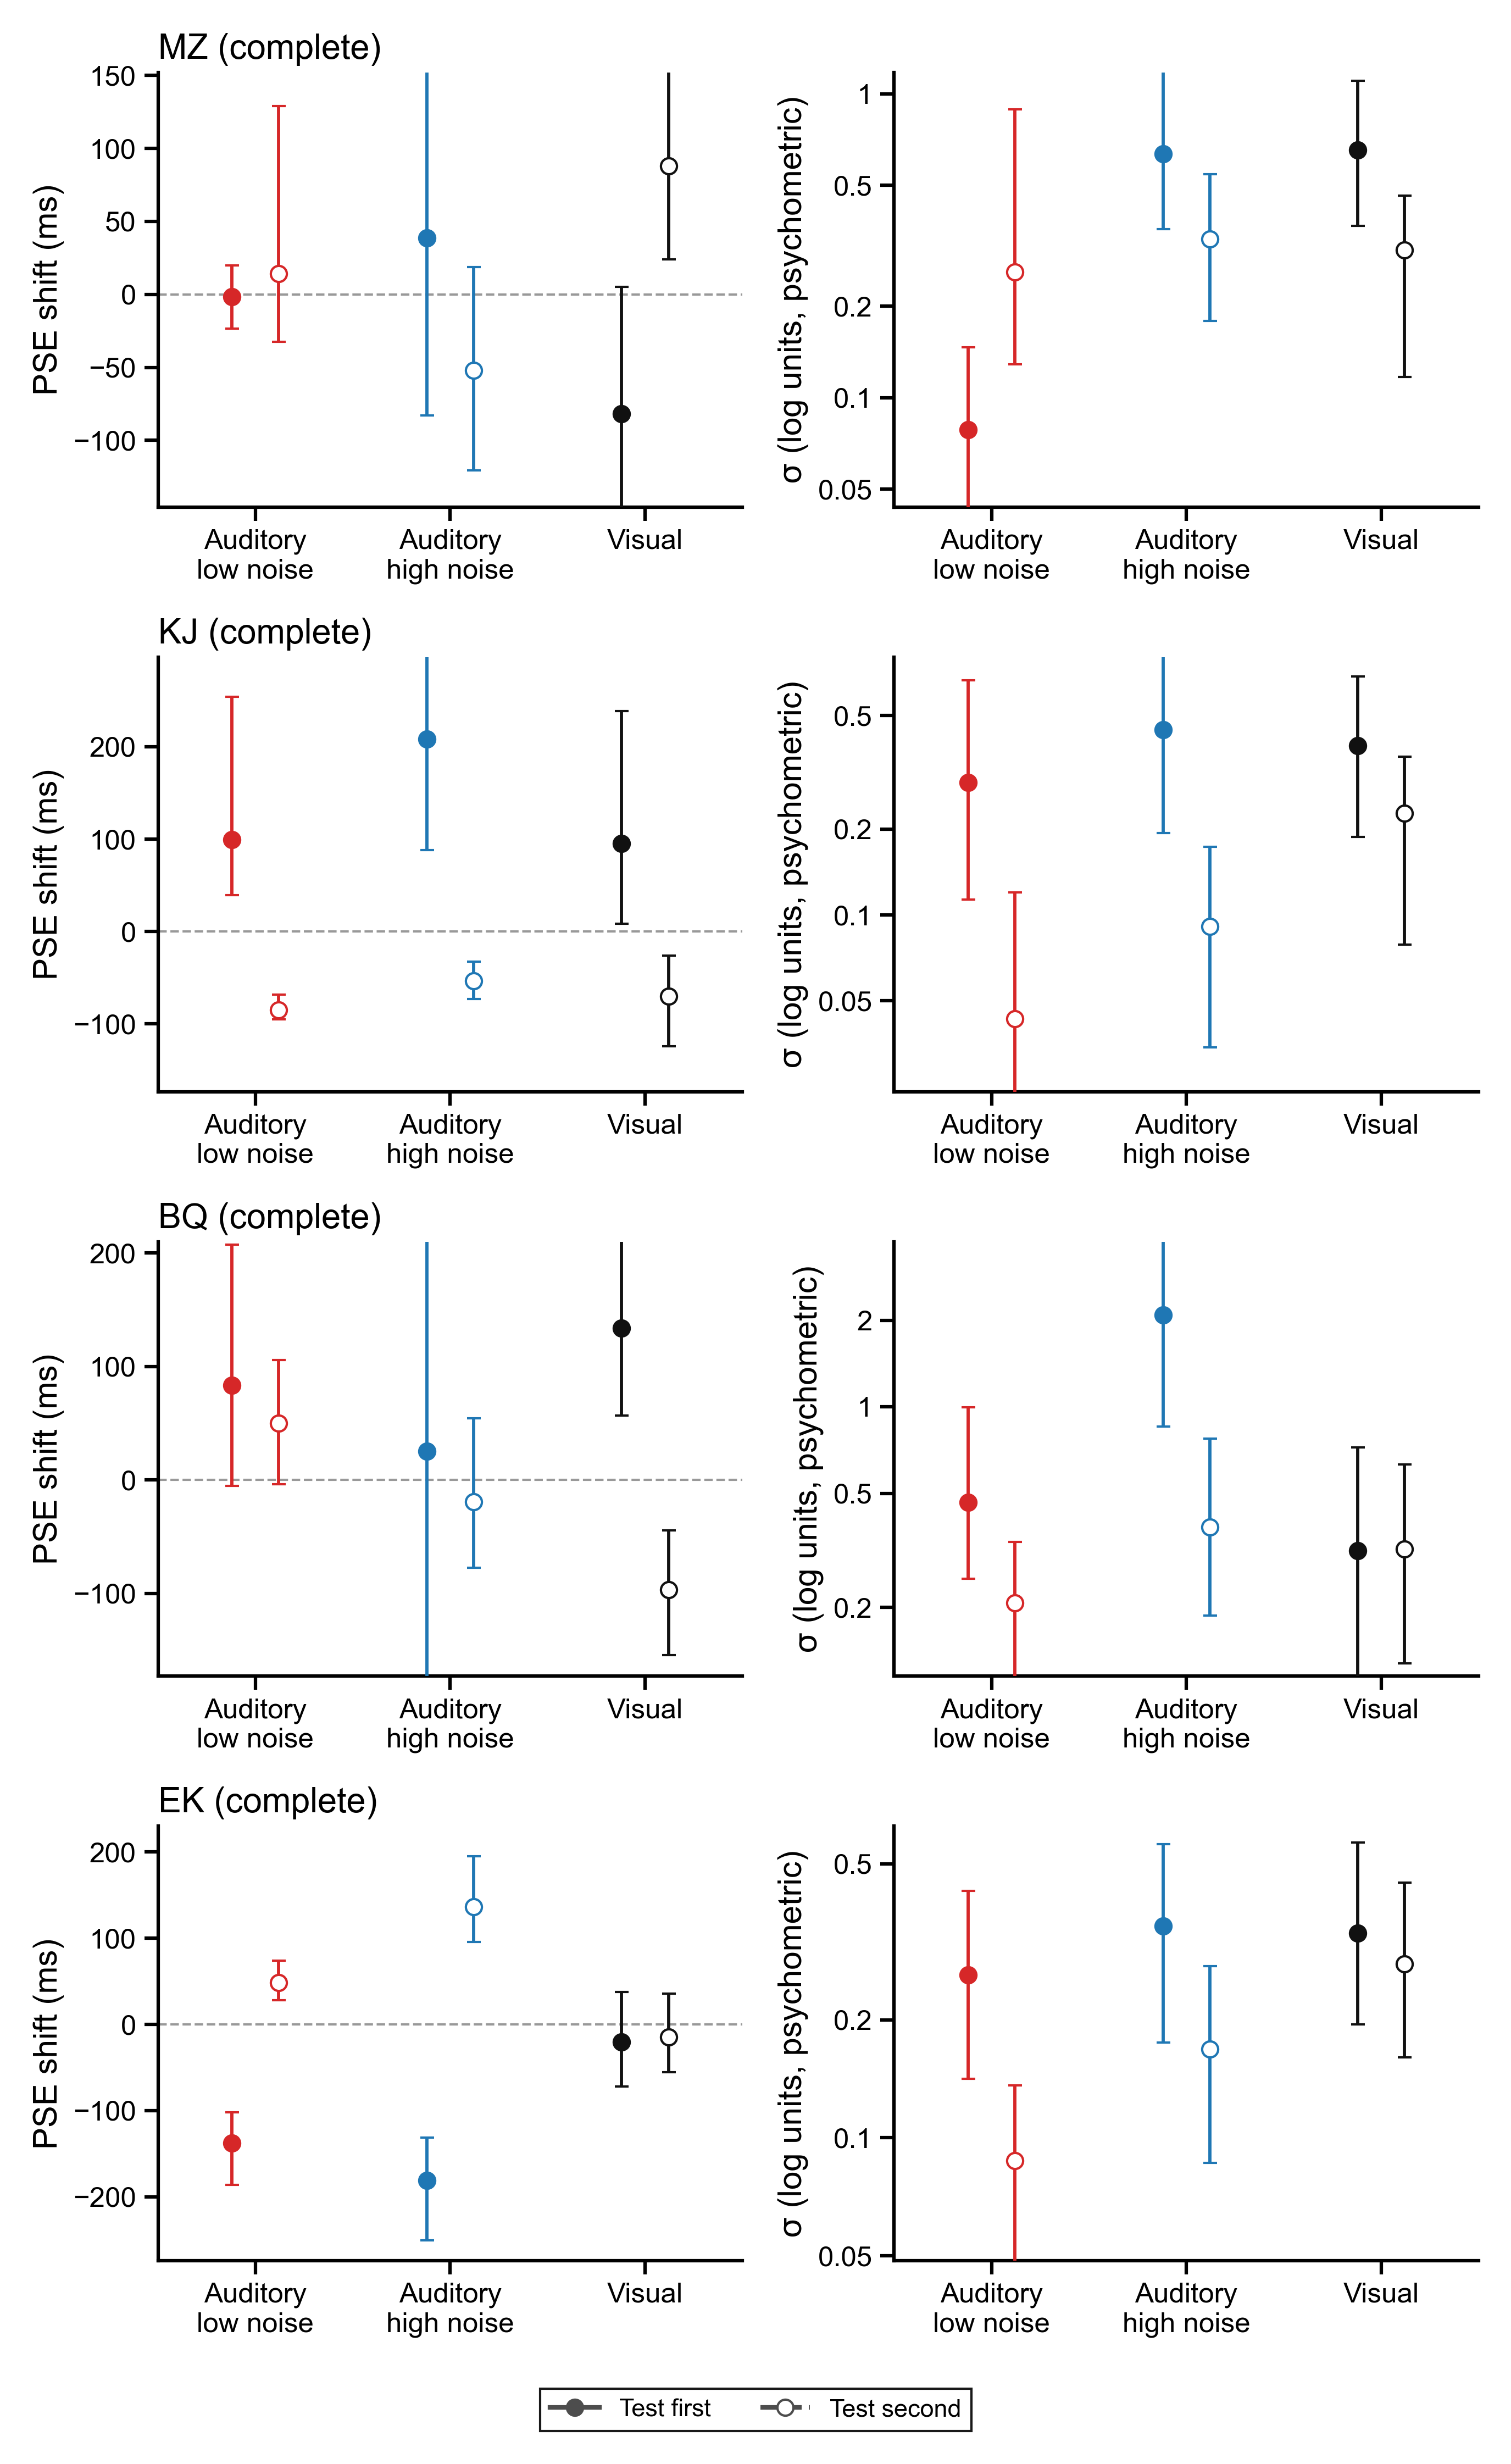 MZ (complete)
PSE shift (ms)
150
100
50
0
−50
−100
Auditory
low noise
Auditory
high noise
Visual
σ (log units, psychometric)
1
0.5
0.2
0.1
0.05
Auditory
low noise
Auditory
high noise
Visual
KJ (complete)
PSE shift (ms)
200
100
0
−100
Auditory
low noise
Auditory
high noise
Visual
σ (log units, psychometric)
0.5
0.2
0.1
0.05
Auditory
low noise
Auditory
high noise
Visual
BQ (complete)
PSE shift (ms)
200
100
0
−100
Auditory
low noise
Auditory
high noise
Visual
σ (log units, psychometric)
2
1
0.5
0.2
Auditory
low noise
Auditory
high noise
Visual
EK (complete)
PSE shift (ms)
200
100
0
−100
−200
Auditory
low noise
Auditory
high noise
Visual
σ (log units, psychometric)
0.5
0.2
0.1
0.05
Auditory
low noise
Auditory
high noise
Visual
Test first
Test second